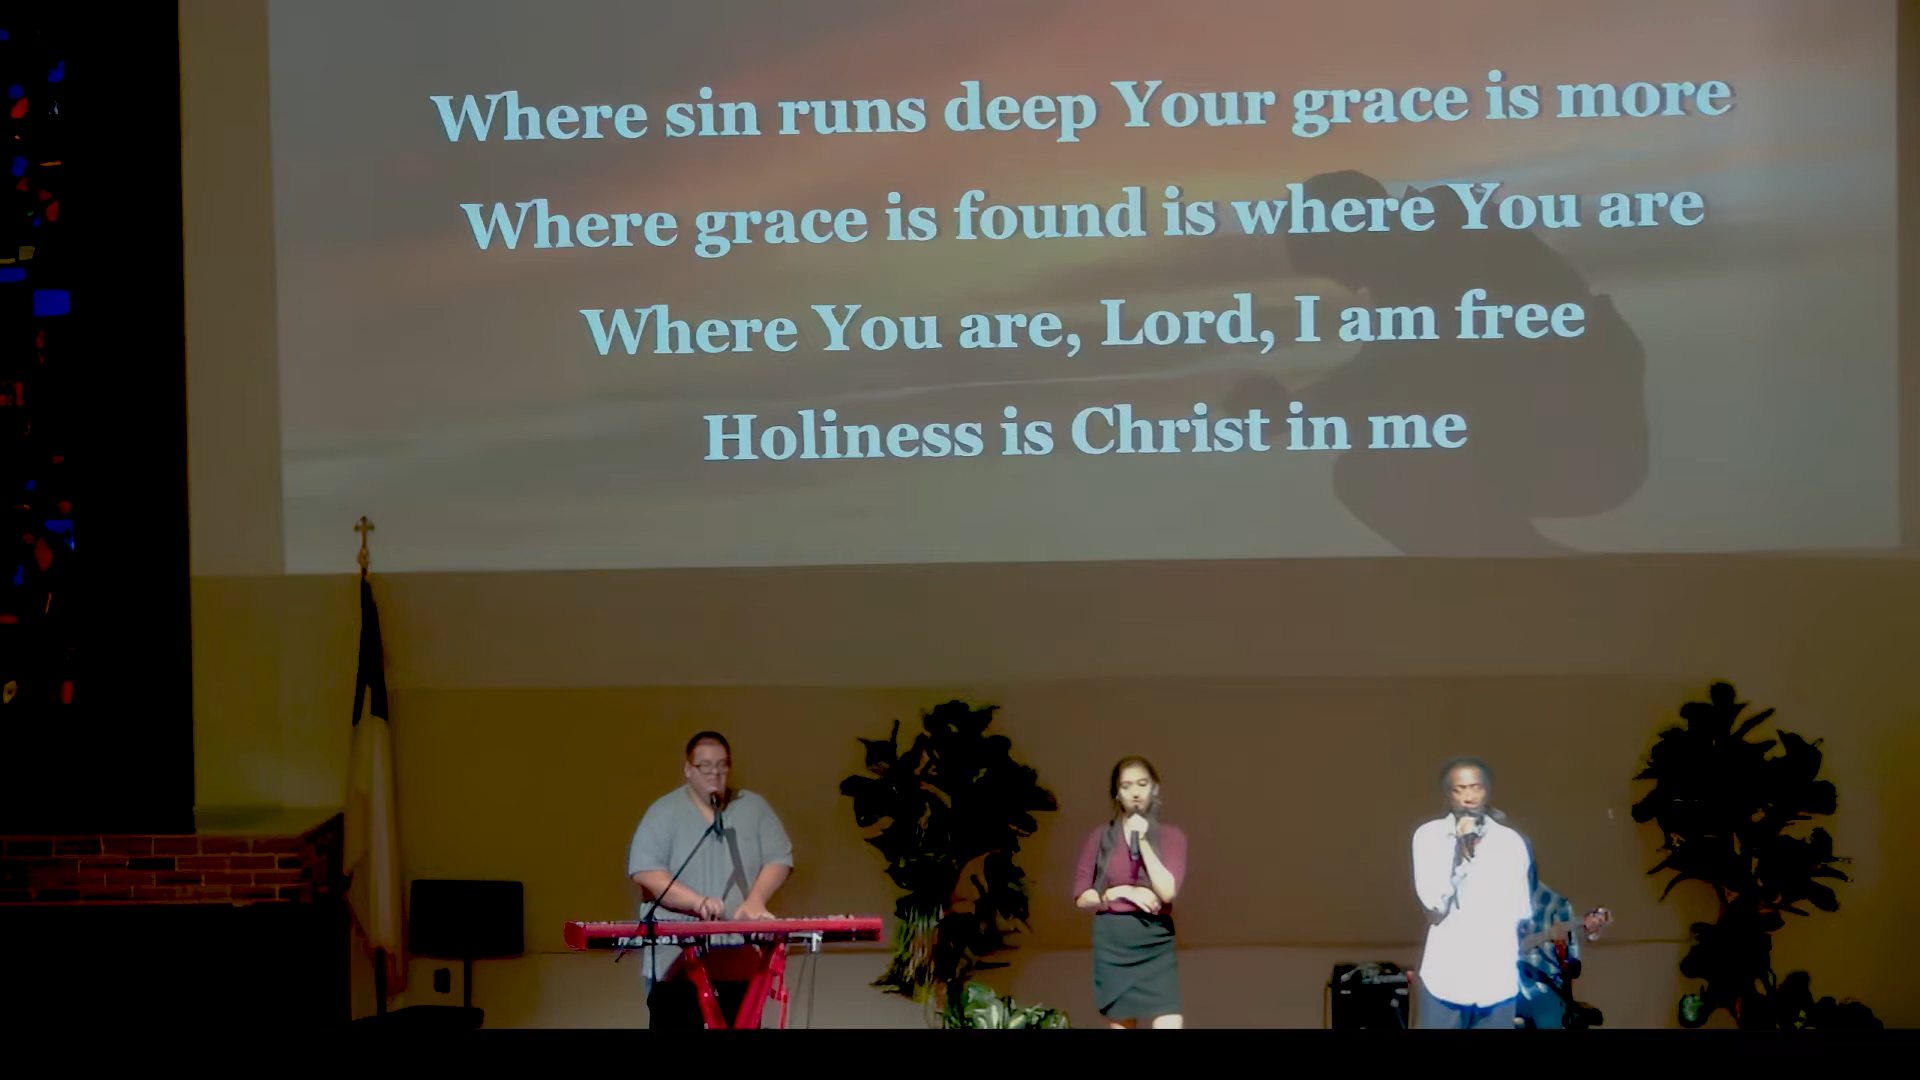 Where sin runs deep Your grace is more
Where grace is found is where You are
Where You are, Lord, I am free
Holiness is Christ in me